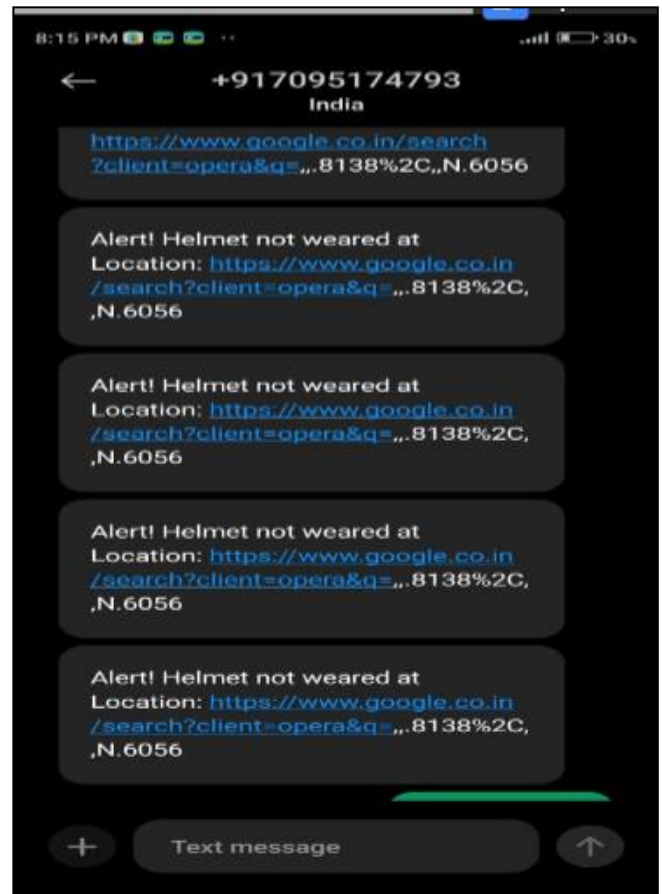 8:15 PM
30%
+917095174793
India
https://www.google.co.in/search
?client=opera&q=,,.8138%2C,,N.6056
Alert! Helmet not weared at
Location: https://www.google.co.in
/search?client=opera&q=,,.8138%2C,
,N.6056
Alert! Helmet not weared at
Location: https://www.google.co.in
/search?client=opera&q=,,.8138%2C,
,N.6056
Alert! Helmet not weared at
Location: https://www.google.co.in
/search?client=opera&q=,,.8138%2C,
,N.6056
Alert! Helmet not weared at
Location: https://www.google.co.in
/search?client=opera&q=,,.8138%2C,
,N.6056
Text message